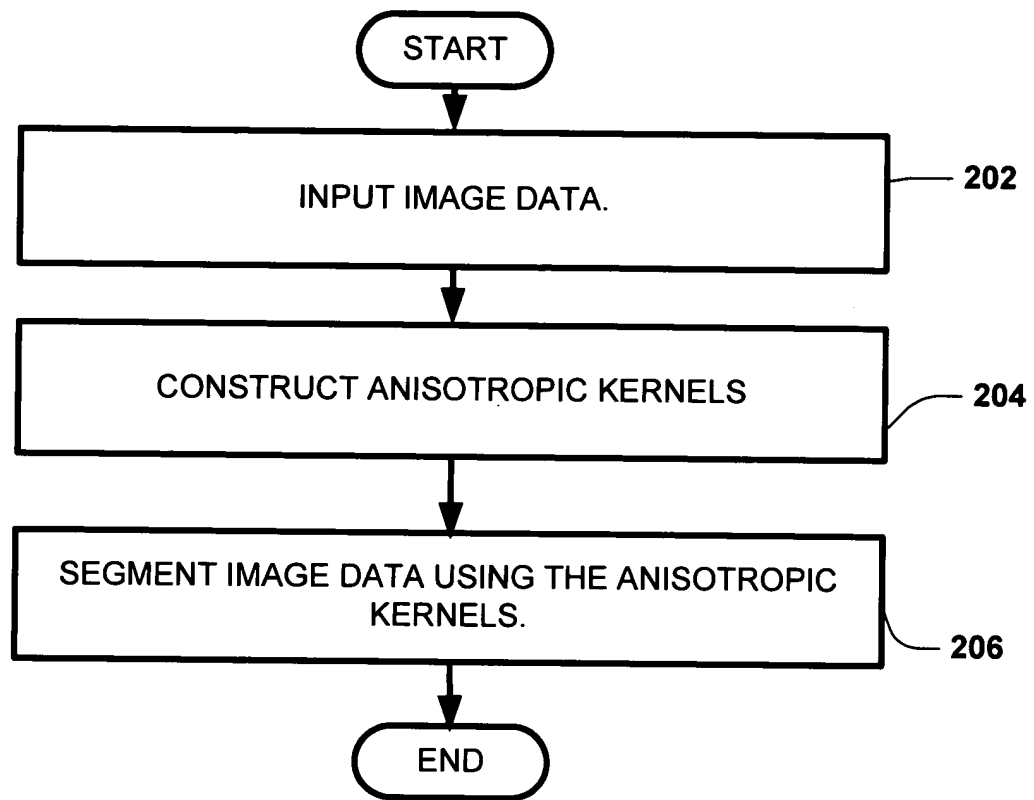 START
INPUT IMAGE DATA.
202
CONSTRUCT ANISOTROPIC KERNELS
204
SEGMENT IMAGE DATA USING THE ANISOTROPIC
KERNELS.
206
END